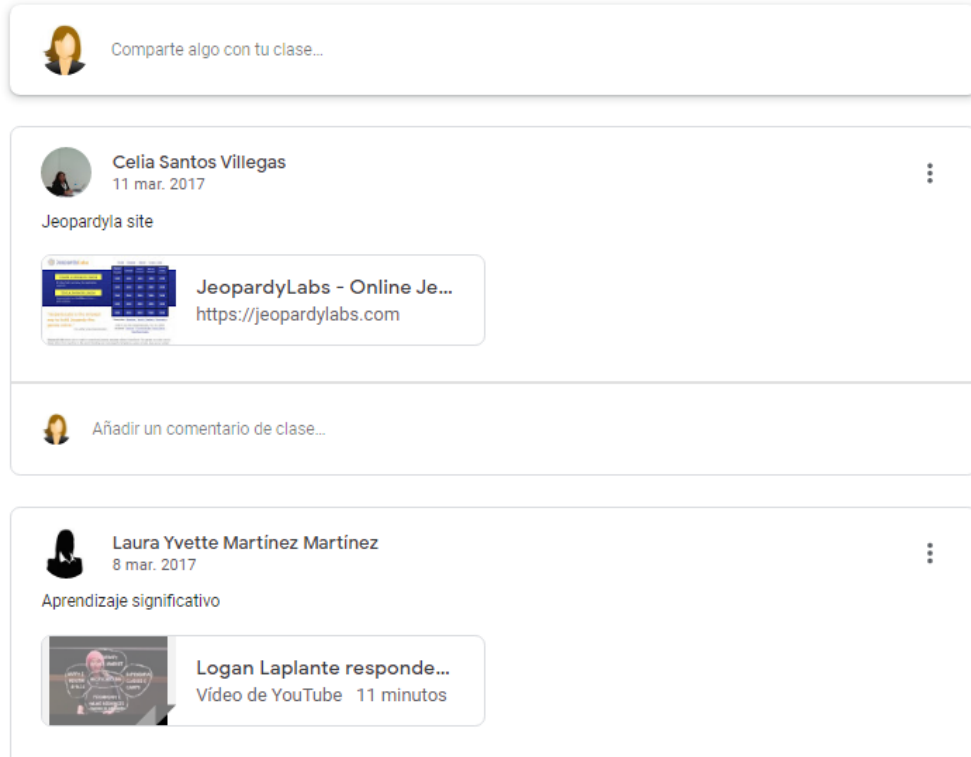 Comparte algo con tu clase...
Celia Santos Villegas
11 mar. 2017
Jeopardyla site
JeopardyLabs - Online Je...
https://jeopardylabs.com
Añadir un comentario de clase...
Laura Yvette Martínez Martínez
8 mar. 2017
Aprendizaje significativo
Logan Laplante responde...
Vídeo de YouTube 11 minutos